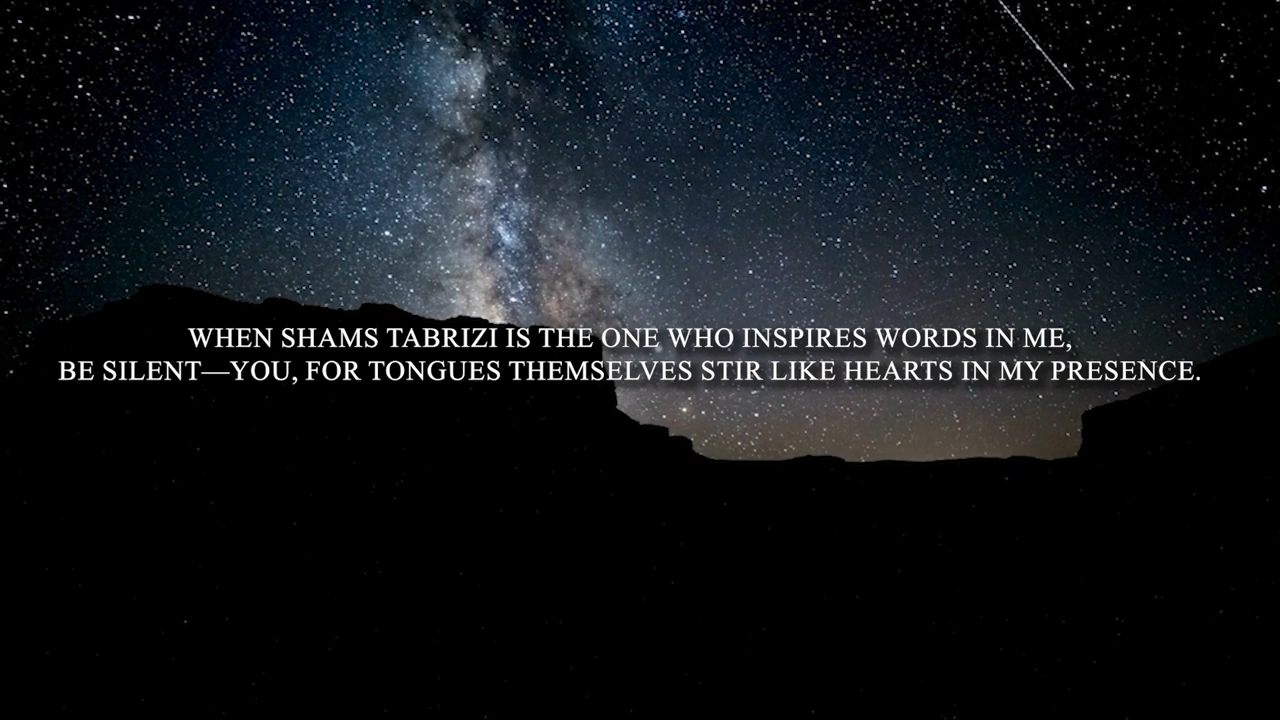 WHEN SHAMS TABRIZI IS THE ONE WHO INSPIRES WORDS IN ME,
BE SILENT—YOU, FOR TONGUES THEMSELVES STIR LIKE HEARTS IN MY PRESENCE.